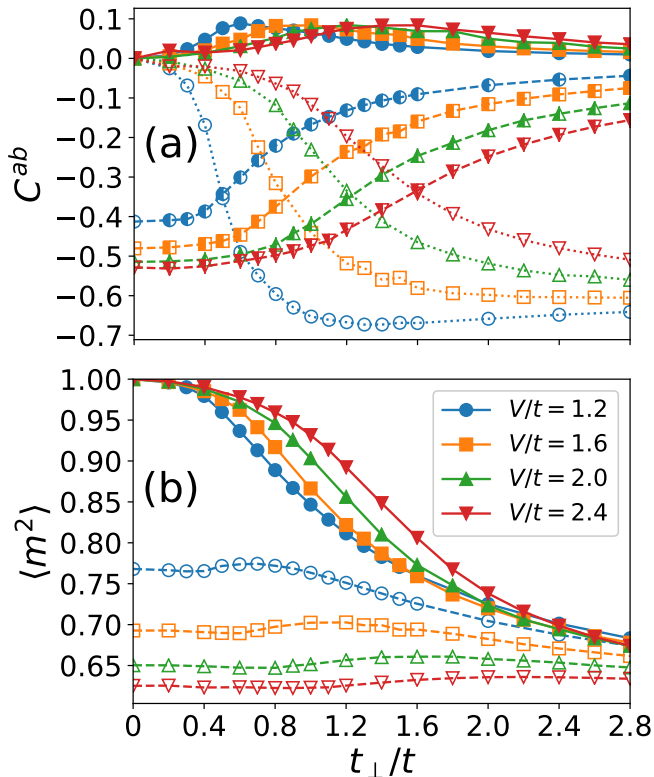 0.1
0.0
−0.1
−0.2
−0.3
−0.4
−0.5
−0.6
−0.7
C^{ab}
(a)
1.00
0.95
0.90
0.85
0.80
0.75
0.70
0.65
⟨m²⟩
(b)
V/t = 1.2
V/t = 1.6
V/t = 2.0
V/t = 2.4
0 0.4 0.8 1.2 1.6 2.0 2.4 2.8
t⊥/t